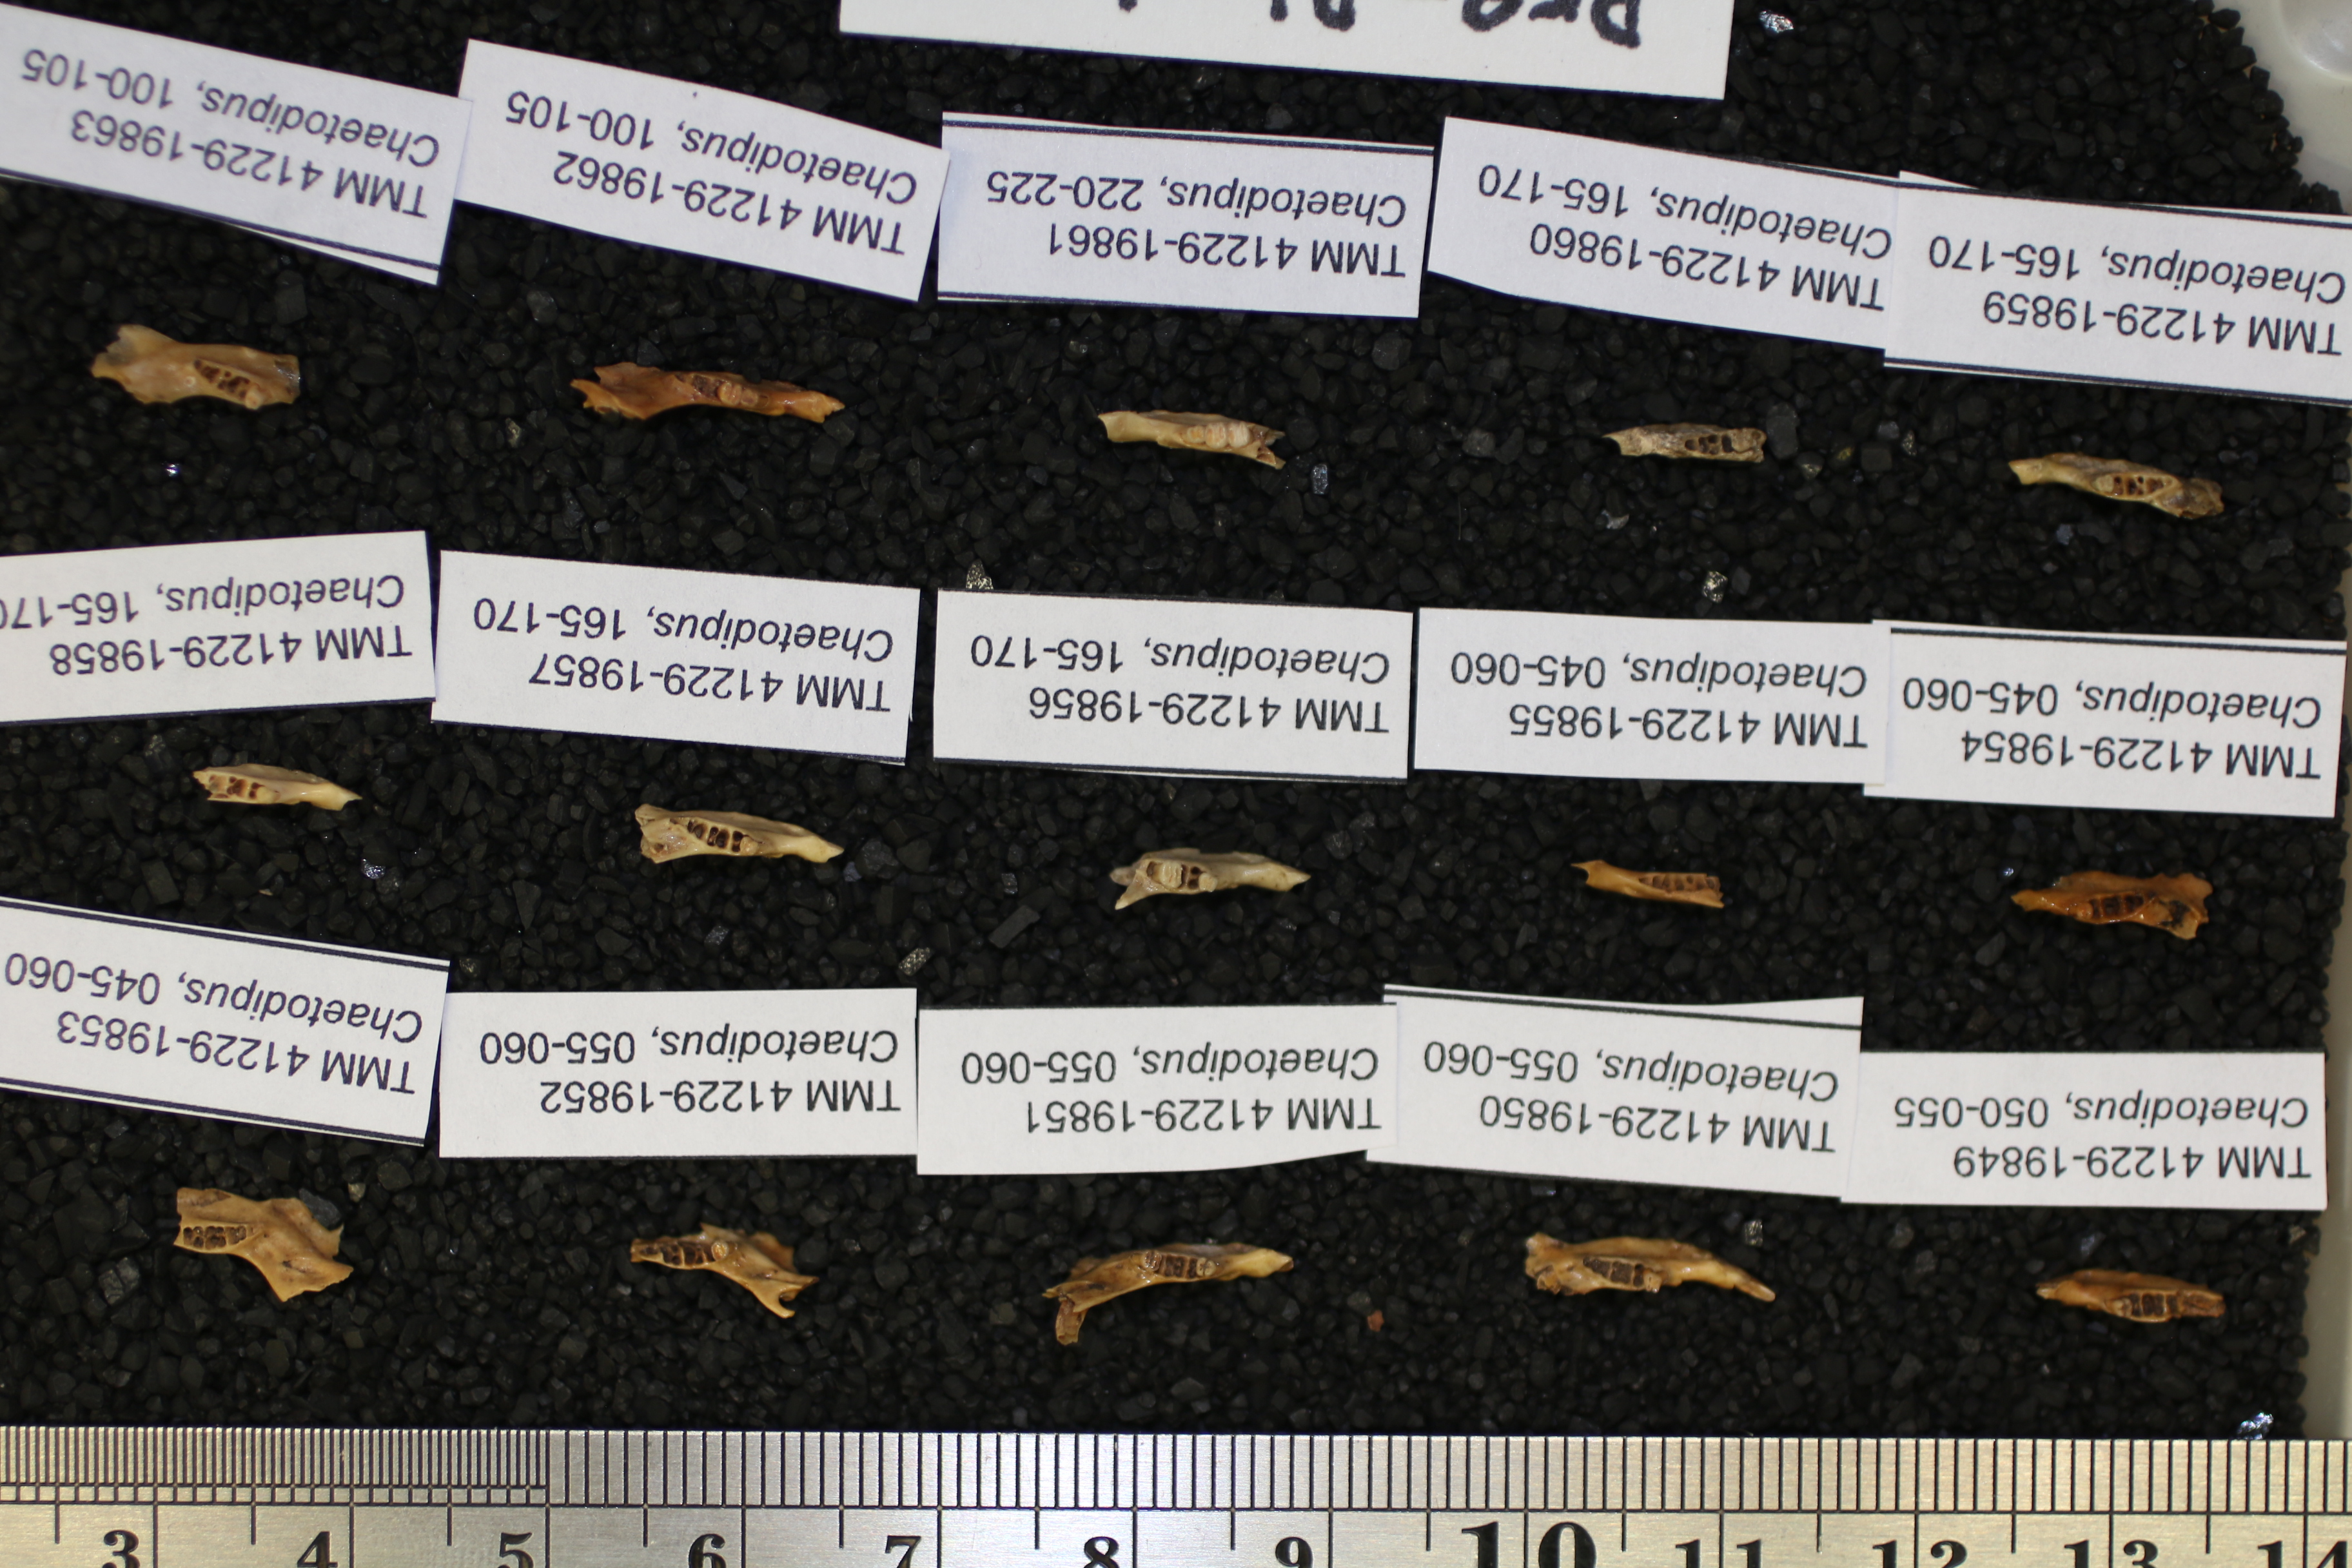 TMM 41229-19849
Chaetodipus, 050-055
TMM 41229-19850
Chaetodipus, 055-060
TMM 41229-19851
Chaetodipus, 055-060
TMM 41229-19852
Chaetodipus, 055-060
TMM 41229-19853
Chaetodipus, 045-060
TMM 41229-19854
Chaetodipus, 045-060
TMM 41229-19855
Chaetodipus, 045-060
TMM 41229-19856
Chaetodipus, 165-170
TMM 41229-19857
Chaetodipus, 165-170
TMM 41229-19858
Chaetodipus, 165-170
TMM 41229-19859
Chaetodipus, 165-170
TMM 41229-19860
Chaetodipus, 165-170
TMM 41229-19861
Chaetodipus, 220-225
TMM 41229-19862
Chaetodipus, 100-105
TMM 41229-19863
Chaetodipus, 100-105
3 4 5 6 7 8 9 10 11 12 13 14